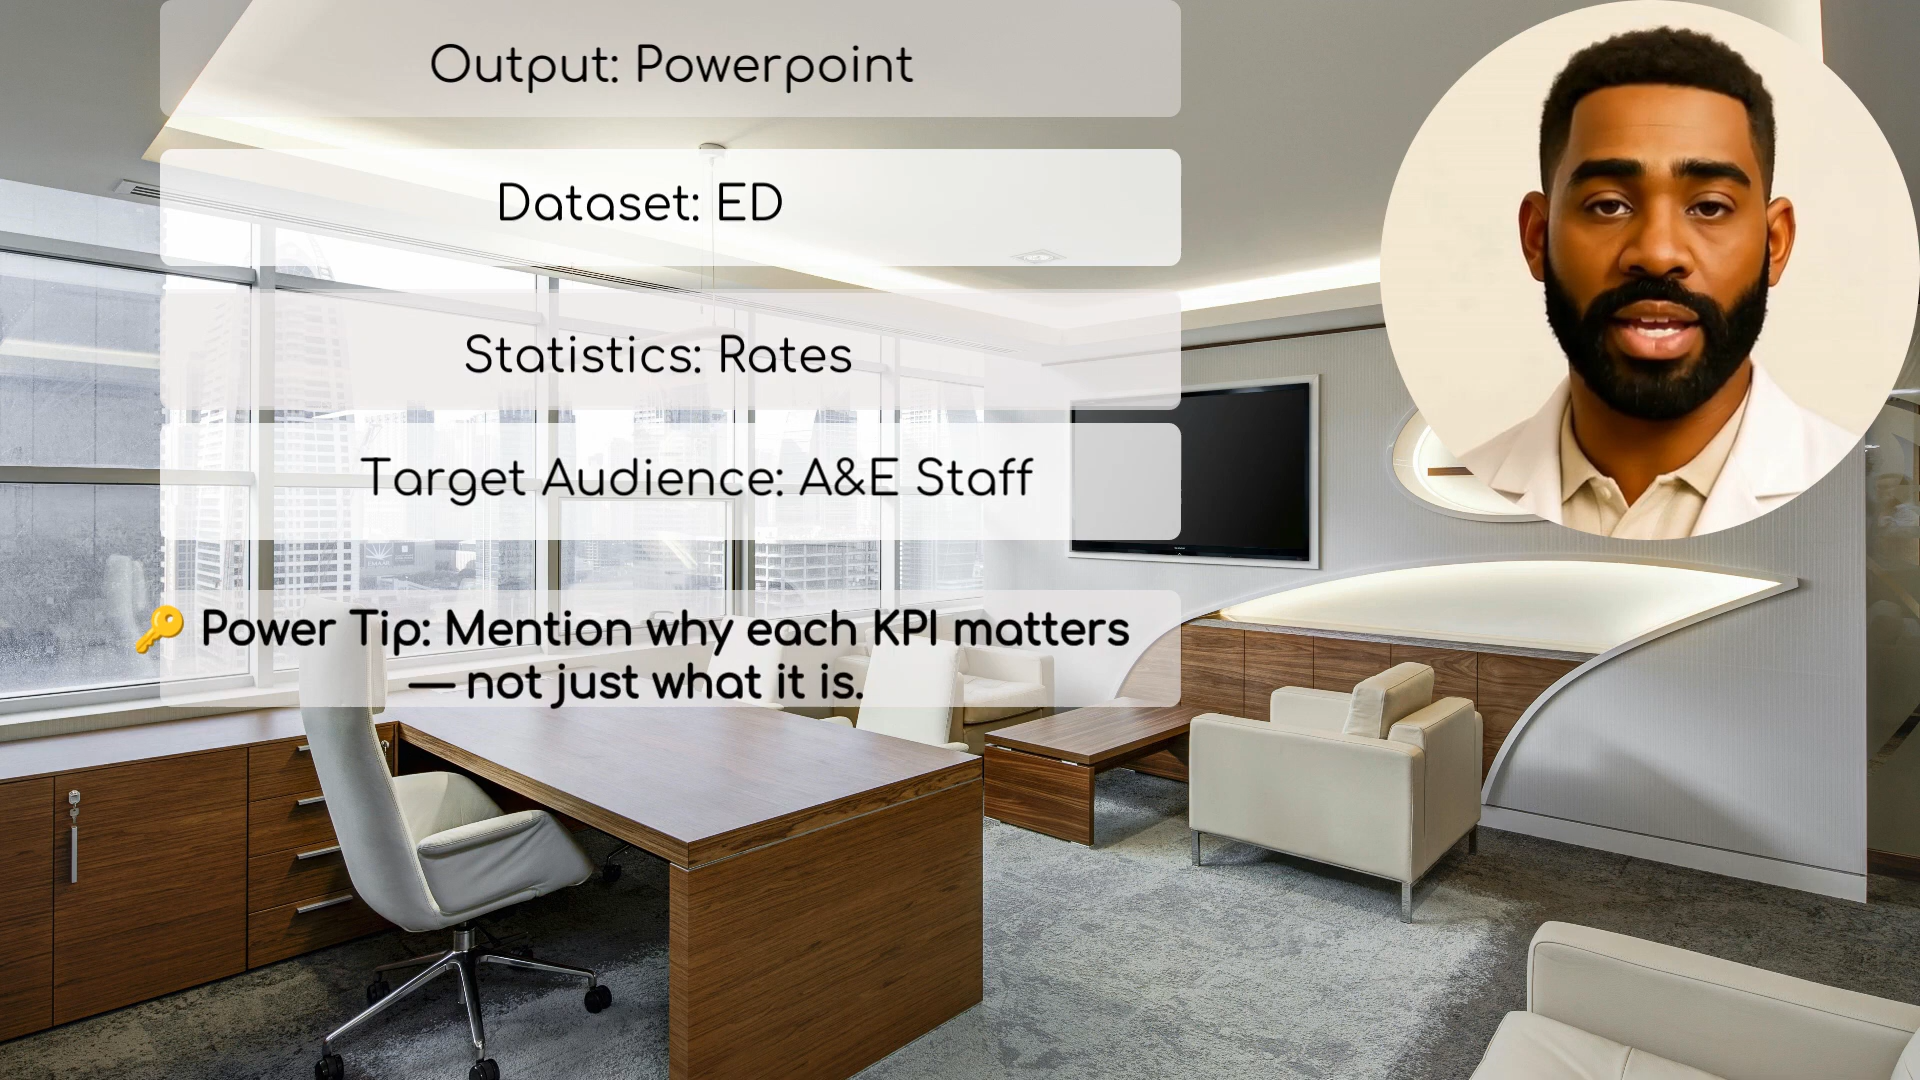 Output: Powerpoint
Dataset: ED
Statistics: Rates
Target Audience: A&E Staff
🔑 Power Tip: Mention why each KPI matters
— not just what it is.